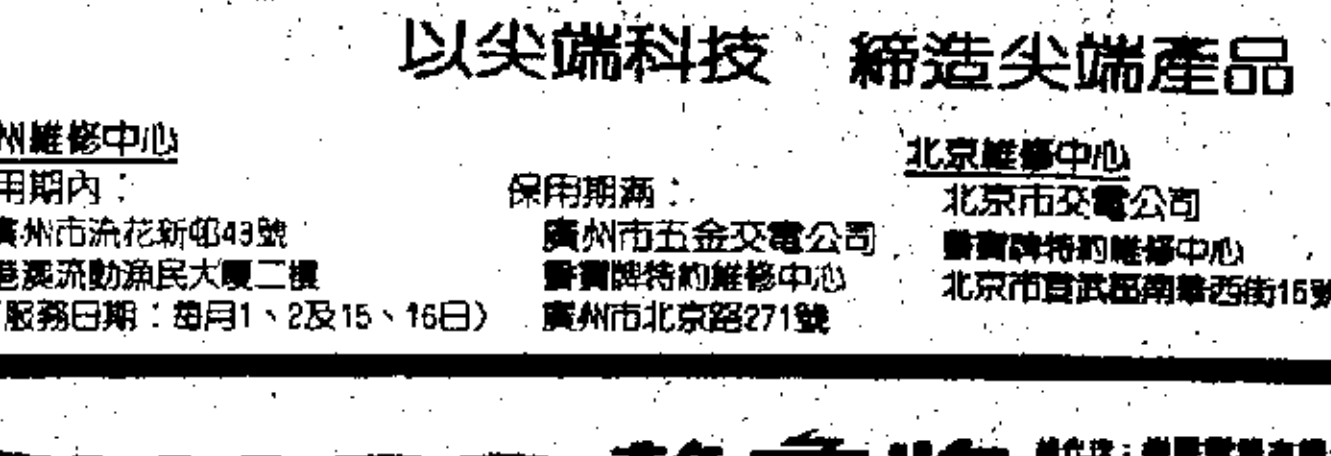 以尖端科技 締造尖端產品
州維修中心
用期內：
廣州市流花新邨43號
港澳流動漁民大廈二樓
（服務日期：每月1、2及15、16日）
保用期滿：
廣州市五金交電公司
特約維修中心
廣州市北京路271號
北京維修中心
北京市交電公司
特約維修中心
北京市宣武區南華西街15號